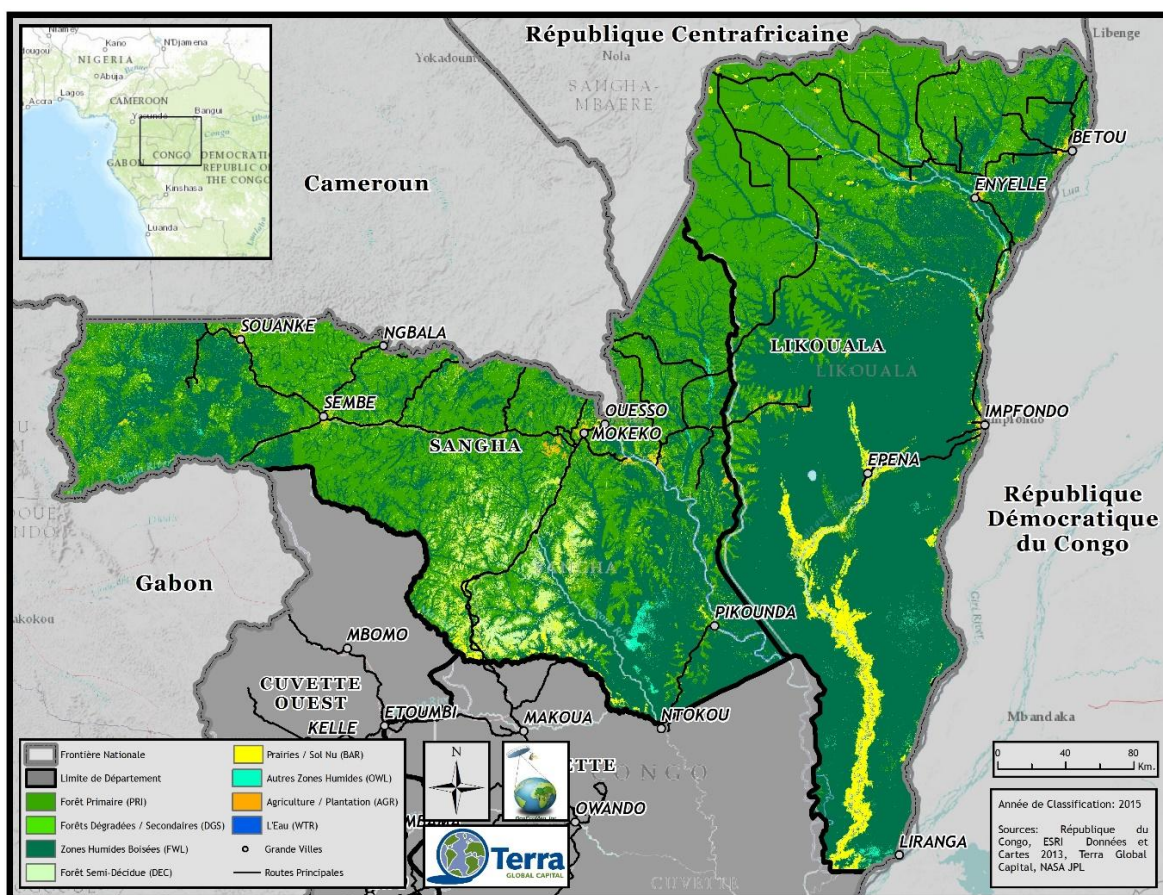 Niamey
Kano
N'Djamena
NIGERIA
Abuja
Accra
Lagos
CAMEROON
Bangui
Yaoundé
GABON
CONGO
DEMOCRATIC
REPUBLIC OF
THE CONGO
Kinshasa
Luanda
République Centrafricaine
Libenge
Nola
SANGHA-
MBAERE
Cameroun
BETOU
ENYELLE
Lua
SOUANKE
NGBALA
LIKOUALA
LIKOUALA
SEMBE
OUESSO
MOKEKO
IMPFONDO
Impfondo
SANGHA
EPENA
République
Démocratique
du Congo
Gabon
SANGHA
PIKOUNDA
MBOMO
CUVETTE
OUEST
ETOUMBI
MAKOUA
NTOKOU
KELLE
Mbandaka
CONGO
OWANDO
LIRANGA
CUVETTE
Frontière Nationale
Limite de Département
Forêt Primaire (PRI)
Forêts Dégradées / Secondaires (DGS)
Zones Humides Boisées (FWL)
Forêt Semi-Décidue (DEC)
Prairies / Sol Nu (BAR)
Autres Zones Humides (OWL)
Agriculture / Plantation (AGR)
L'Eau (WTR)
Grande Villes
Routes Principales
N
Terra
GLOBAL CAPITAL
0 40 80
Km.
Année de Classification: 2015
Sources: République du
Congo, ESRI Données et
Cartes 2013, Terra Global
Capital, NASA JPL